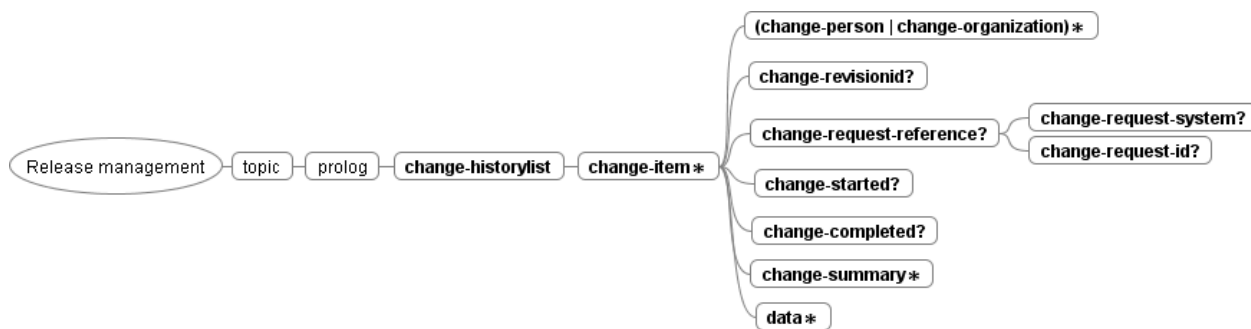 Release management
topic
prolog
change-historylist
change-item*
(change-person | change-organization)*
change-revisionid?
change-request-reference?
change-request-system?
change-request-id?
change-started?
change-completed?
change-summary*
data*